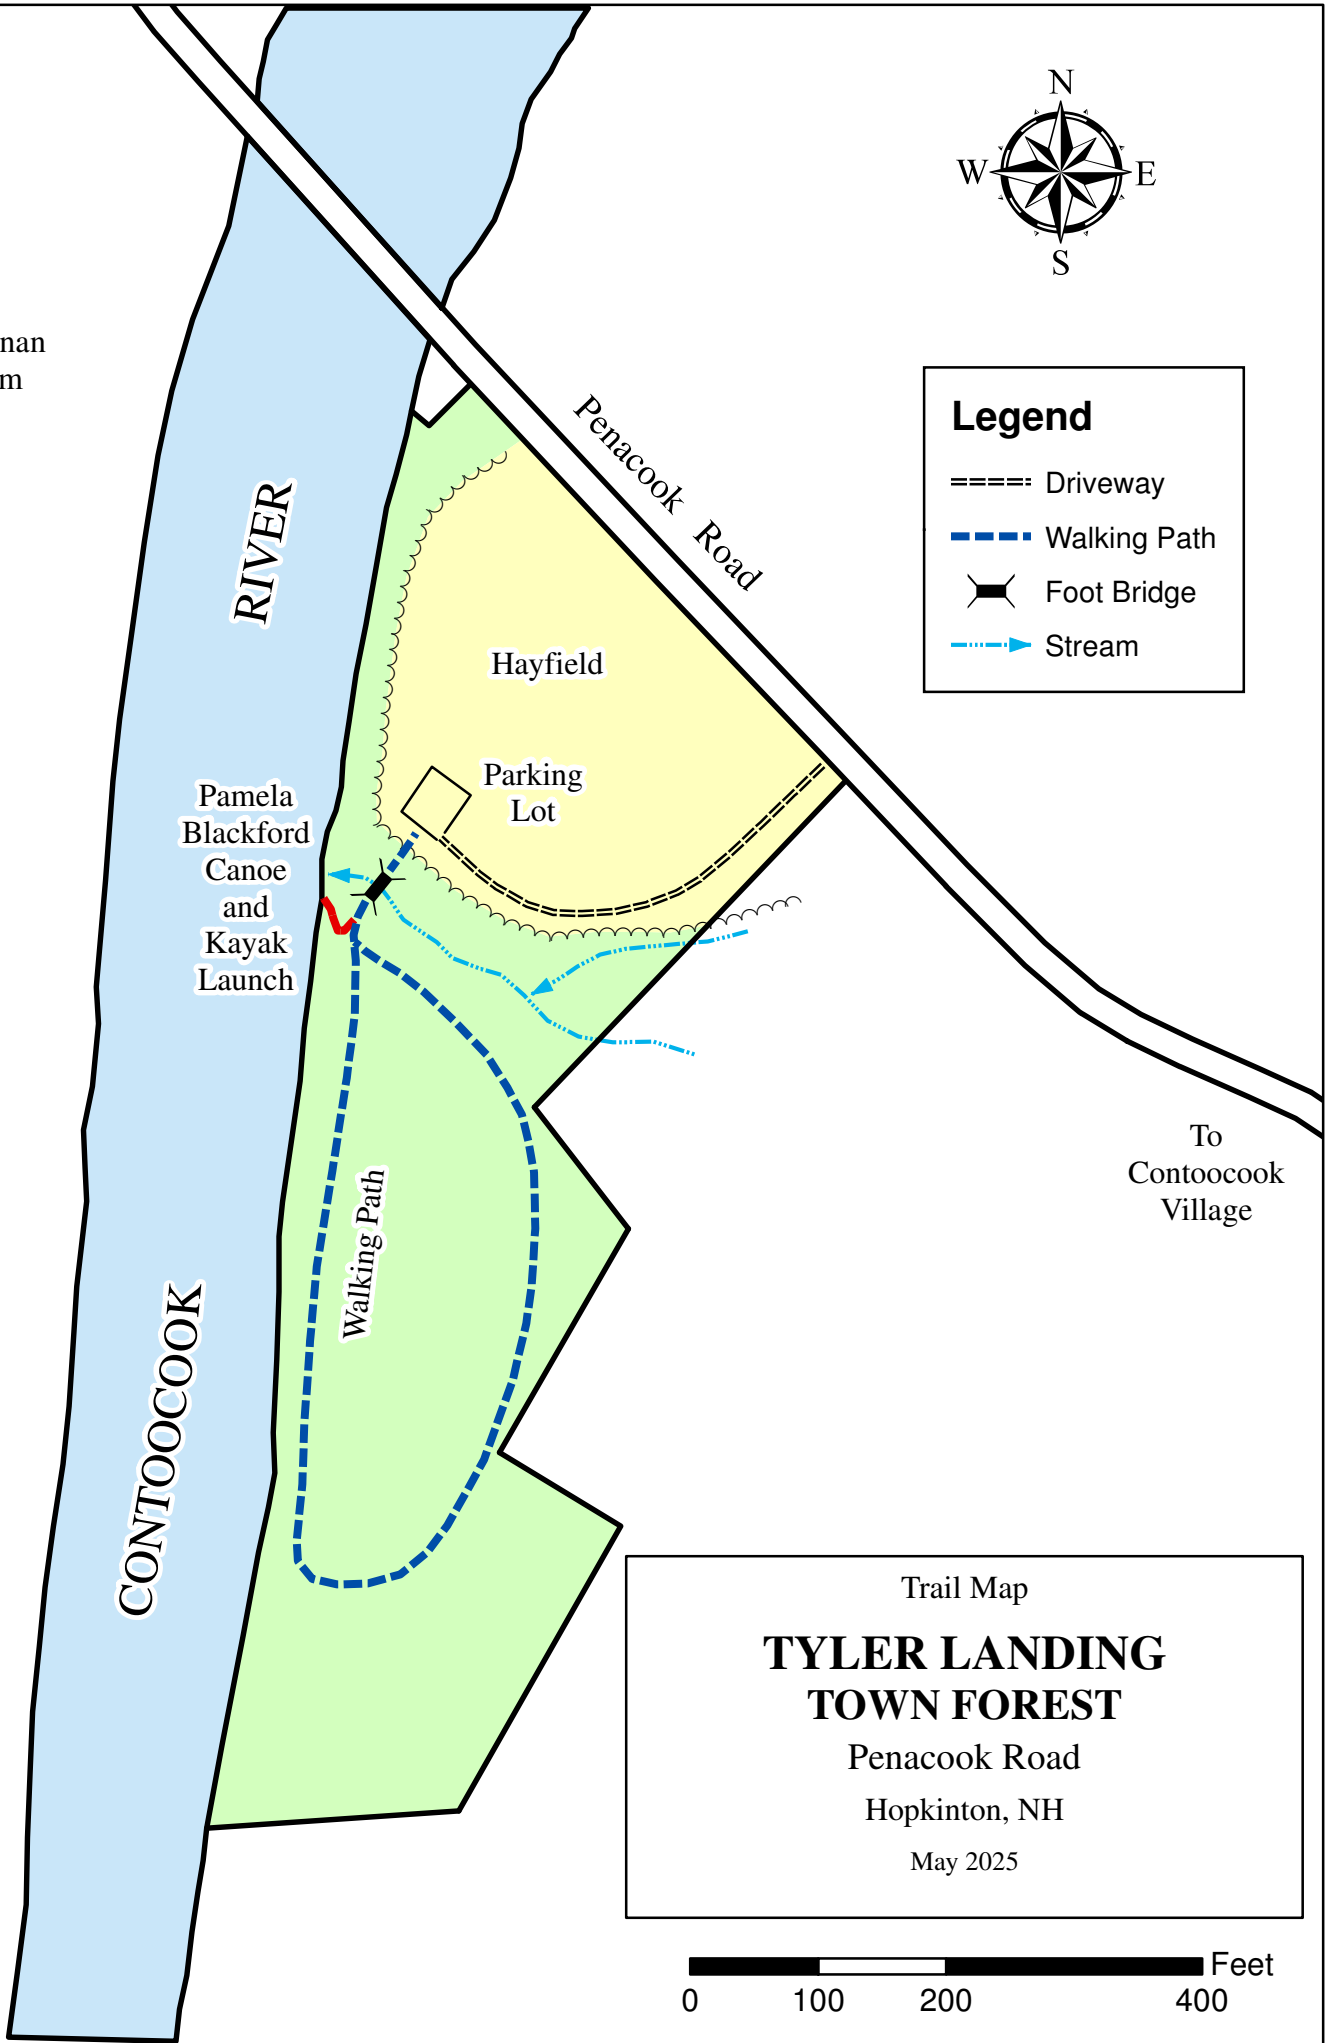 N
W E
S
nan
m
Penacook Road
Legend
Driveway
Walking Path
Foot Bridge
Stream
RIVER
Hayfield
Parking
Lot
Pamela
Blackford
Canoe
and
Kayak
Launch
To
Contoocook
Village
Walking Path
CONTOOCOOK
Trail Map
TYLER LANDING
TOWN FOREST
Penacook Road
Hopkinton, NH
May 2025
Feet
0 100 200 400